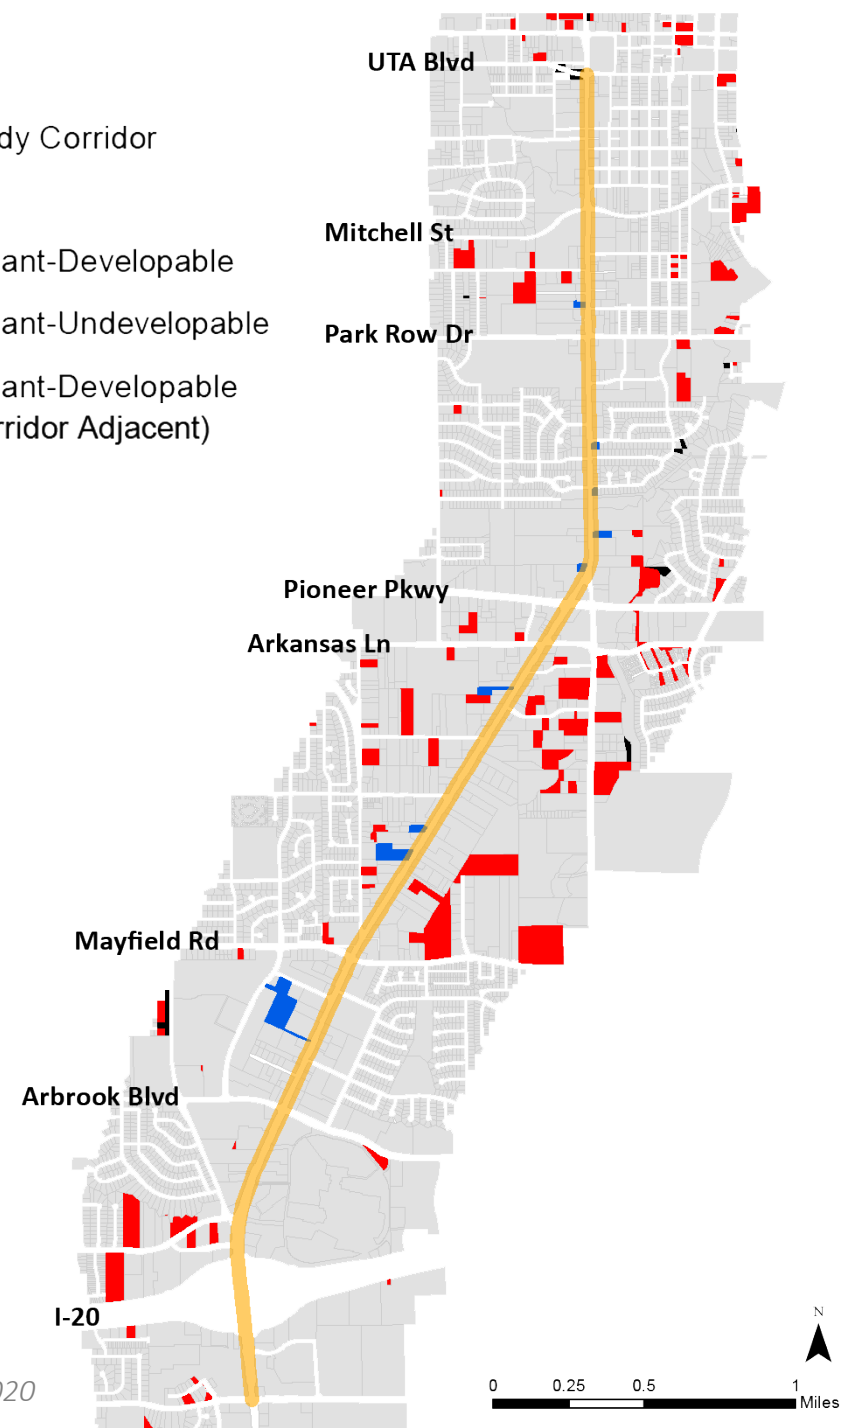 UTA Blvd
dy Corridor
Mitchell St
ant-Developable
ant-Undevelopable
Park Row Dr
ant-Developable
rridor Adjacent)
Pioneer Pkwy
Arkansas Ln
Mayfield Rd
Arbrook Blvd
I-20
N
020
0 0.25 0.5 1
Miles